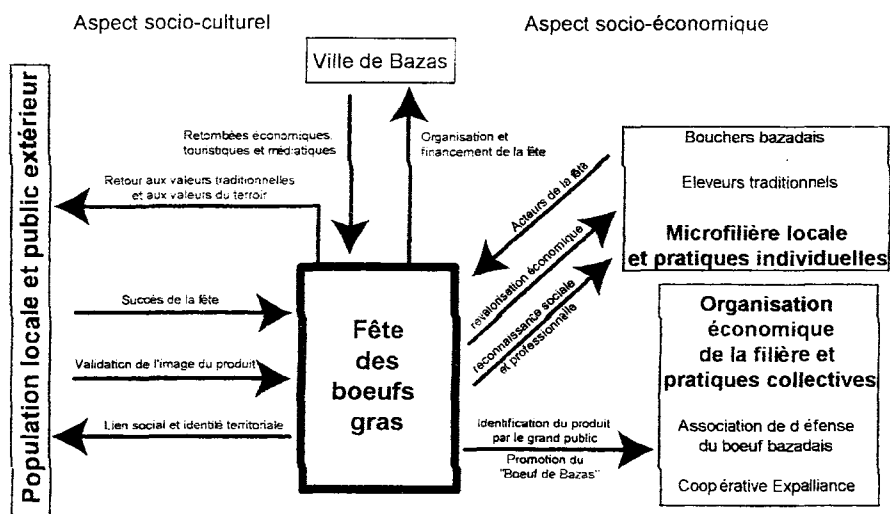 Aspect socio-culturel
Aspect socio-économique
Ville de Bazas
Population locale et public extérieur
Retombées économiques,
touristiques et médiatiques
Organisation et
financement de la fête
Retour aux valeurs traditionnelles
et aux valeurs du terroir
Succès de la fête
Validation de l'image du produit
Lien social et identité territoriale
Fête
des
boeufs
gras
Acteurs de la fête
revalorisation économique
reconnaissance sociale
et professionnelle
Identification du produit
par le grand public
Promotion du
"Boeuf de Bazas"
Bouchers bazadais
Eleveurs traditionnels
Microfilière locale
et pratiques individuelles
Organisation
économique
de la filière et
pratiques collectives
Association de d éfense
du boeuf bazadais
Coopérative Expalliance